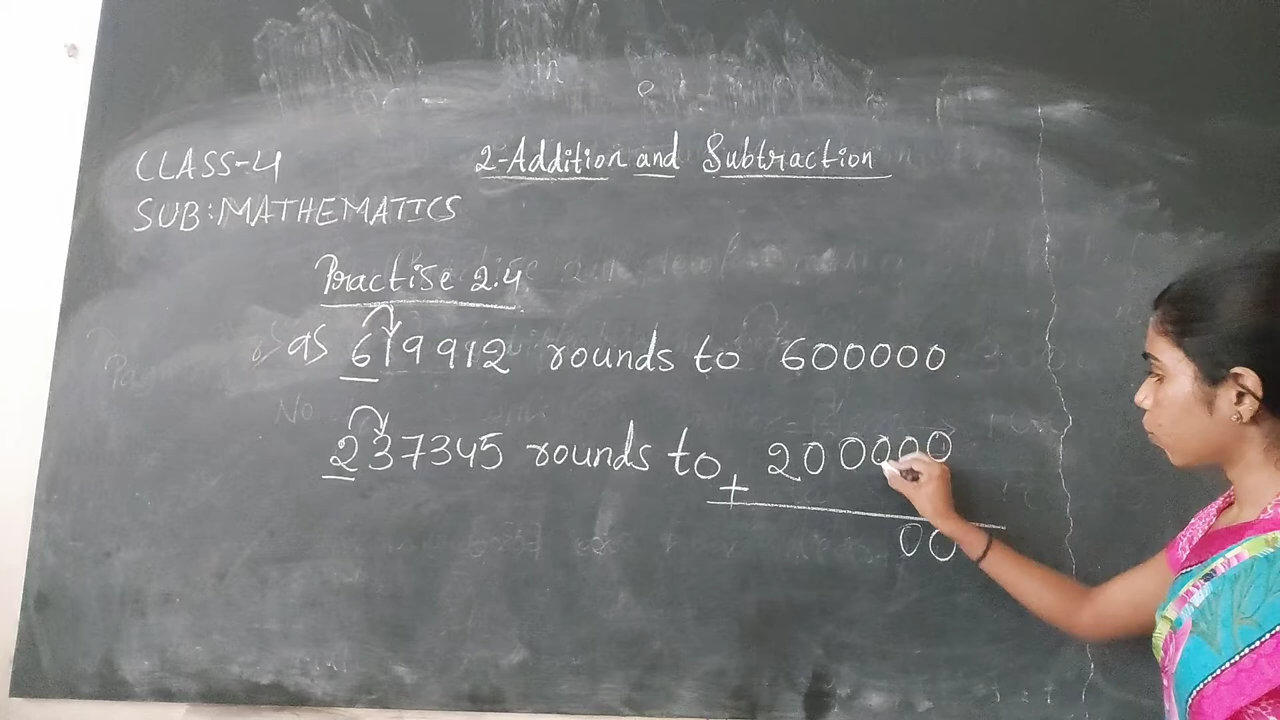 CLASS-4
2-Addition and Subtraction
SUB:MATHEMATICS
Practise 2.4
as 619912 rounds to 600000
237345 rounds to 200000
+
00